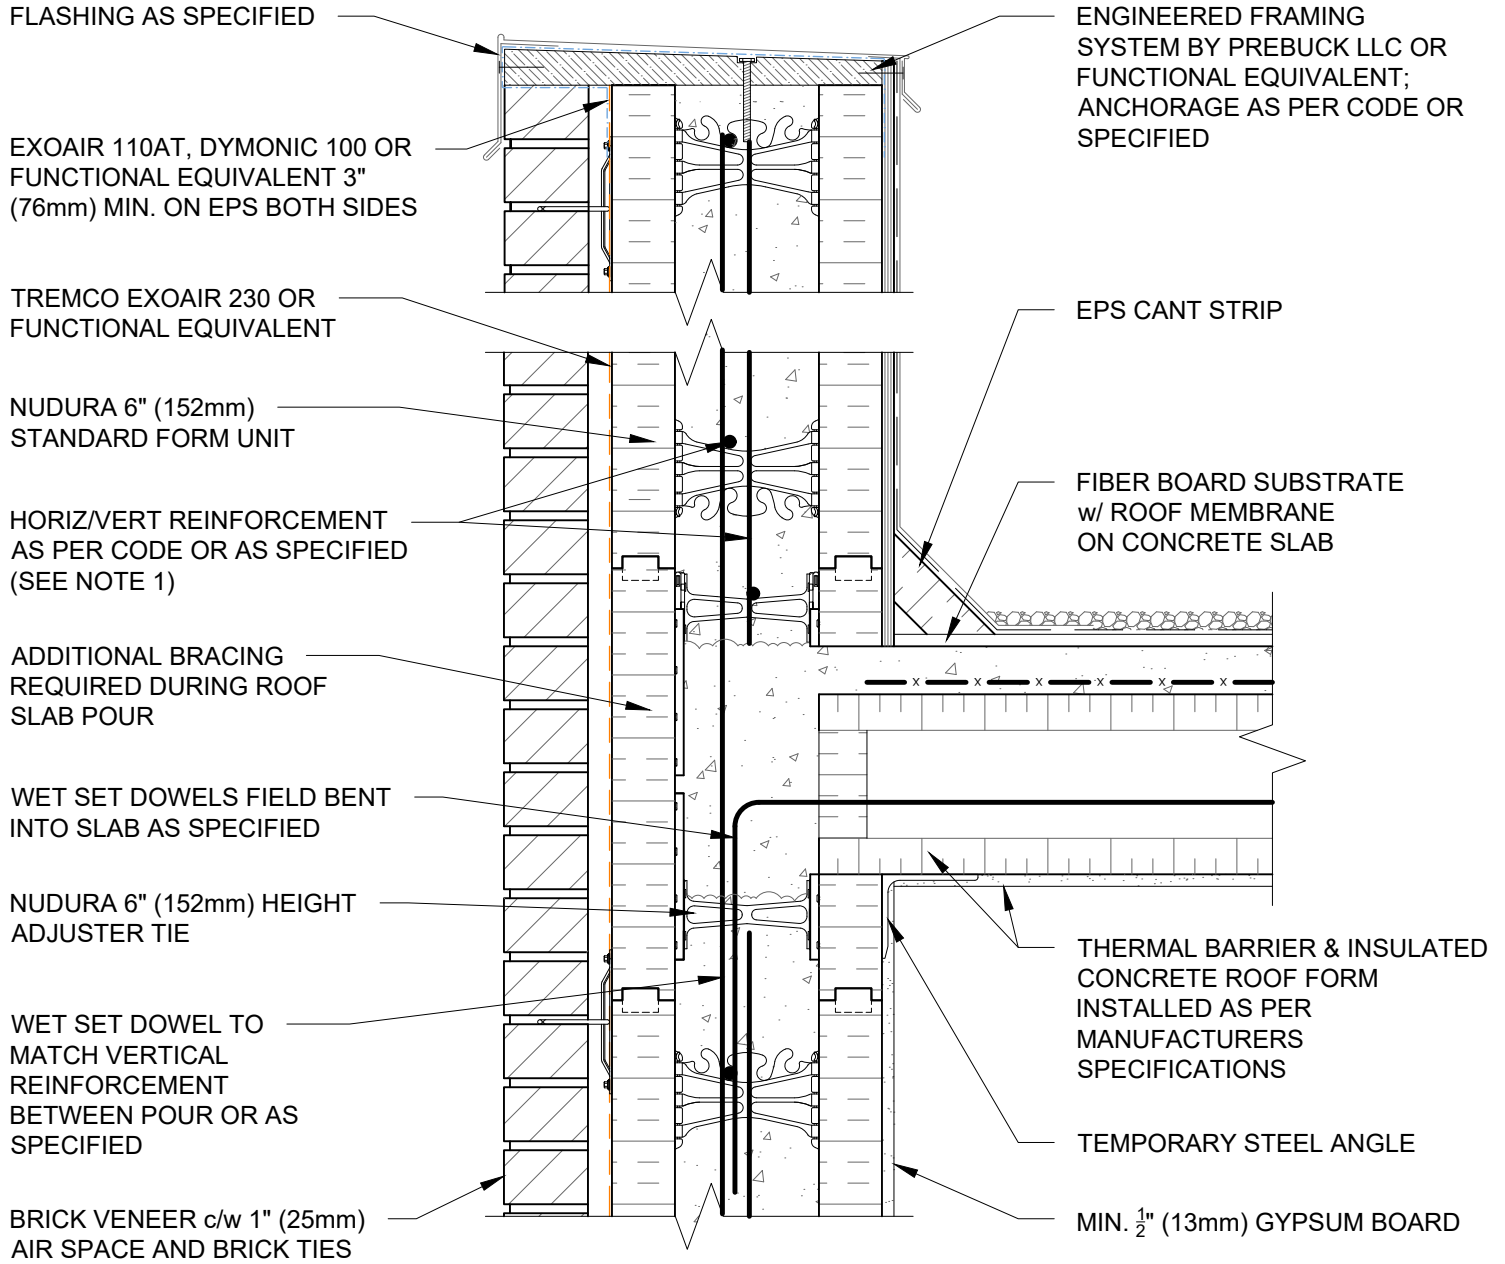 FLASHING AS SPECIFIED
EXOAIR 110AT, DYMONIC 100 OR
FUNCTIONAL EQUIVALENT 3"
(76mm) MIN. ON EPS BOTH SIDES
TREMCO EXOAIR 230 OR
FUNCTIONAL EQUIVALENT
NUDURA 6" (152mm)
STANDARD FORM UNIT
HORIZ/VERT REINFORCEMENT
AS PER CODE OR AS SPECIFIED
(SEE NOTE 1)
ADDITIONAL BRACING
REQUIRED DURING ROOF
SLAB POUR
WET SET DOWELS FIELD BENT
INTO SLAB AS SPECIFIED
NUDURA 6" (152mm) HEIGHT
ADJUSTER TIE
WET SET DOWEL TO
MATCH VERTICAL
REINFORCEMENT
BETWEEN POUR OR AS
SPECIFIED
BRICK VENEER c/w 1" (25mm)
AIR SPACE AND BRICK TIES
ENGINEERED FRAMING
SYSTEM BY PREBUCK LLC OR
FUNCTIONAL EQUIVALENT;
ANCHORAGE AS PER CODE OR
SPECIFIED
EPS CANT STRIP
FIBER BOARD SUBSTRATE
w/ ROOF MEMBRANE
ON CONCRETE SLAB
x x x x x x
THERMAL BARRIER & INSULATED
CONCRETE ROOF FORM
INSTALLED AS PER
MANUFACTURERS
SPECIFICATIONS
TEMPORARY STEEL ANGLE
MIN. ½" (13mm) GYPSUM BOARD